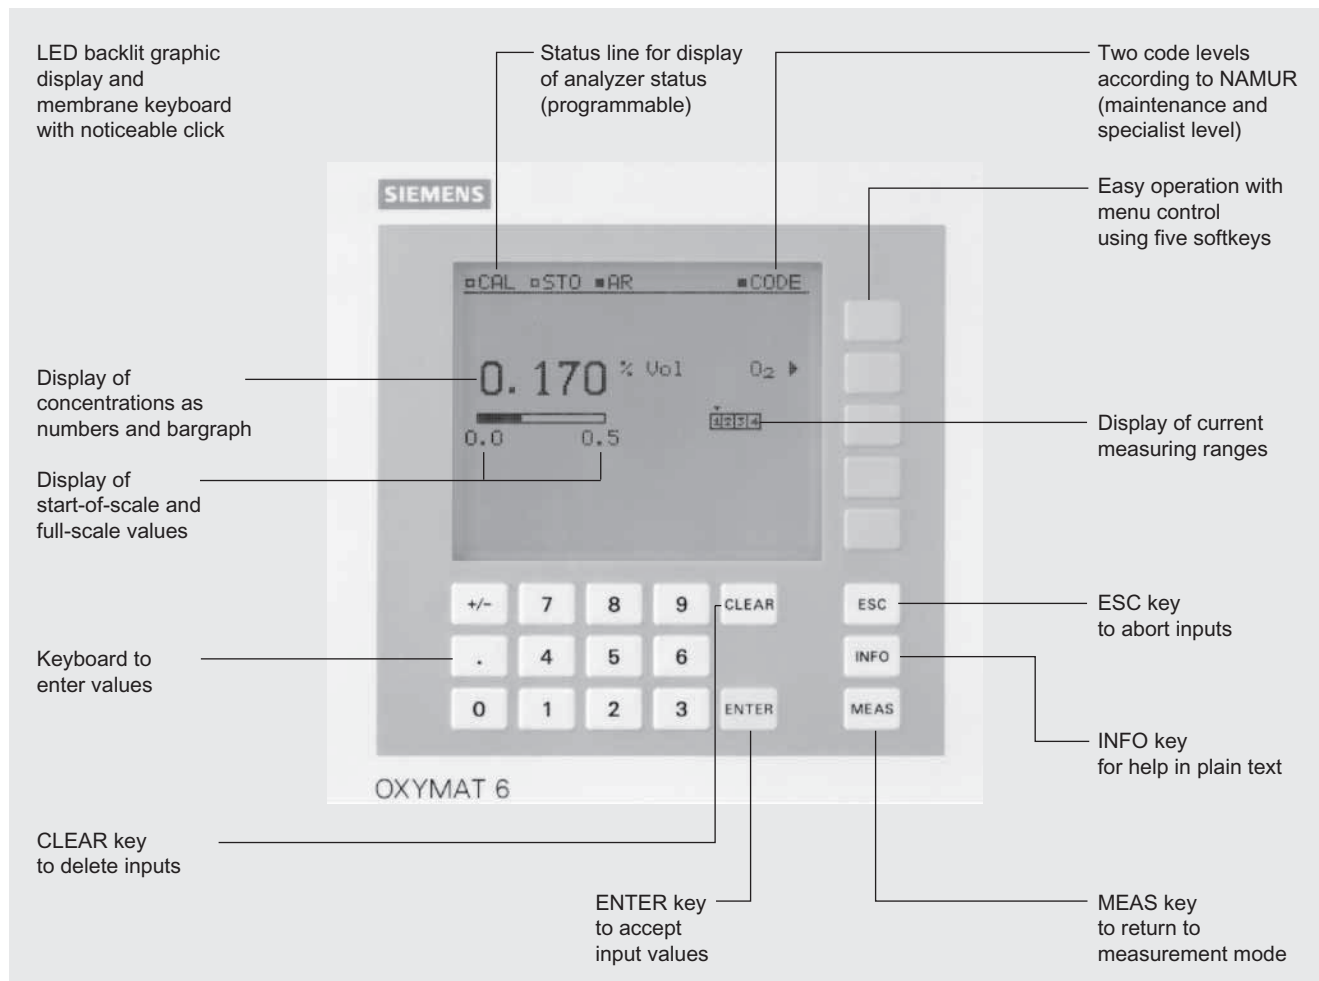 LED backlit graphic
display and
membrane keyboard
with noticeable click
Status line for display
of analyzer status
(programmable)
Two code levels
according to NAMUR
(maintenance and
specialist level)
Easy operation with
menu control
using five softkeys
SIEMENS
CAL STO AR CODE
0.170 % Vol O2
1 2 3 4
0.0 0.5
Display of
concentrations as
numbers and bargraph
Display of
start-of-scale and
full-scale values
Display of current
measuring ranges
+/- 7 8 9 CLEAR ESC
. 4 5 6 INFO
0 1 2 3 ENTER MEAS
ESC key
to abort inputs
Keyboard to
enter values
INFO key
for help in plain text
OXYMAT 6
CLEAR key
to delete inputs
ENTER key
to accept
input values
MEAS key
to return to
measurement mode